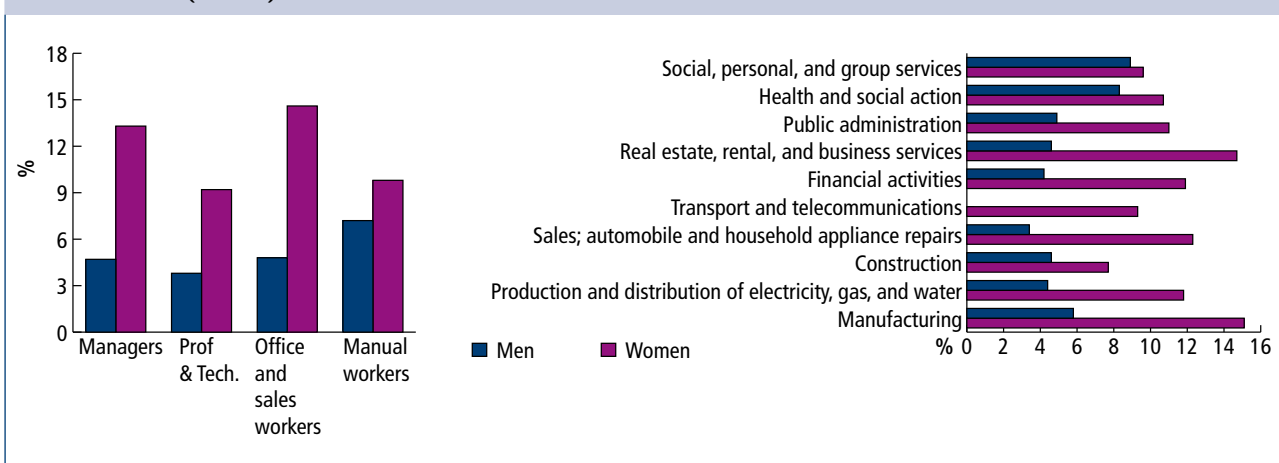 18
15
12
9
6
3
0
%
Managers
Prof
& Tech.
Office
and
sales
workers
Manual
workers
Men
Women
Social, personal, and group services
Health and social action
Public administration
Real estate, rental, and business services
Financial activities
Transport and telecommunications
Sales; automobile and household appliance repairs
Construction
Production and distribution of electricity, gas, and water
Manufacturing
% 0 2 4 6 8 10 12 14 16